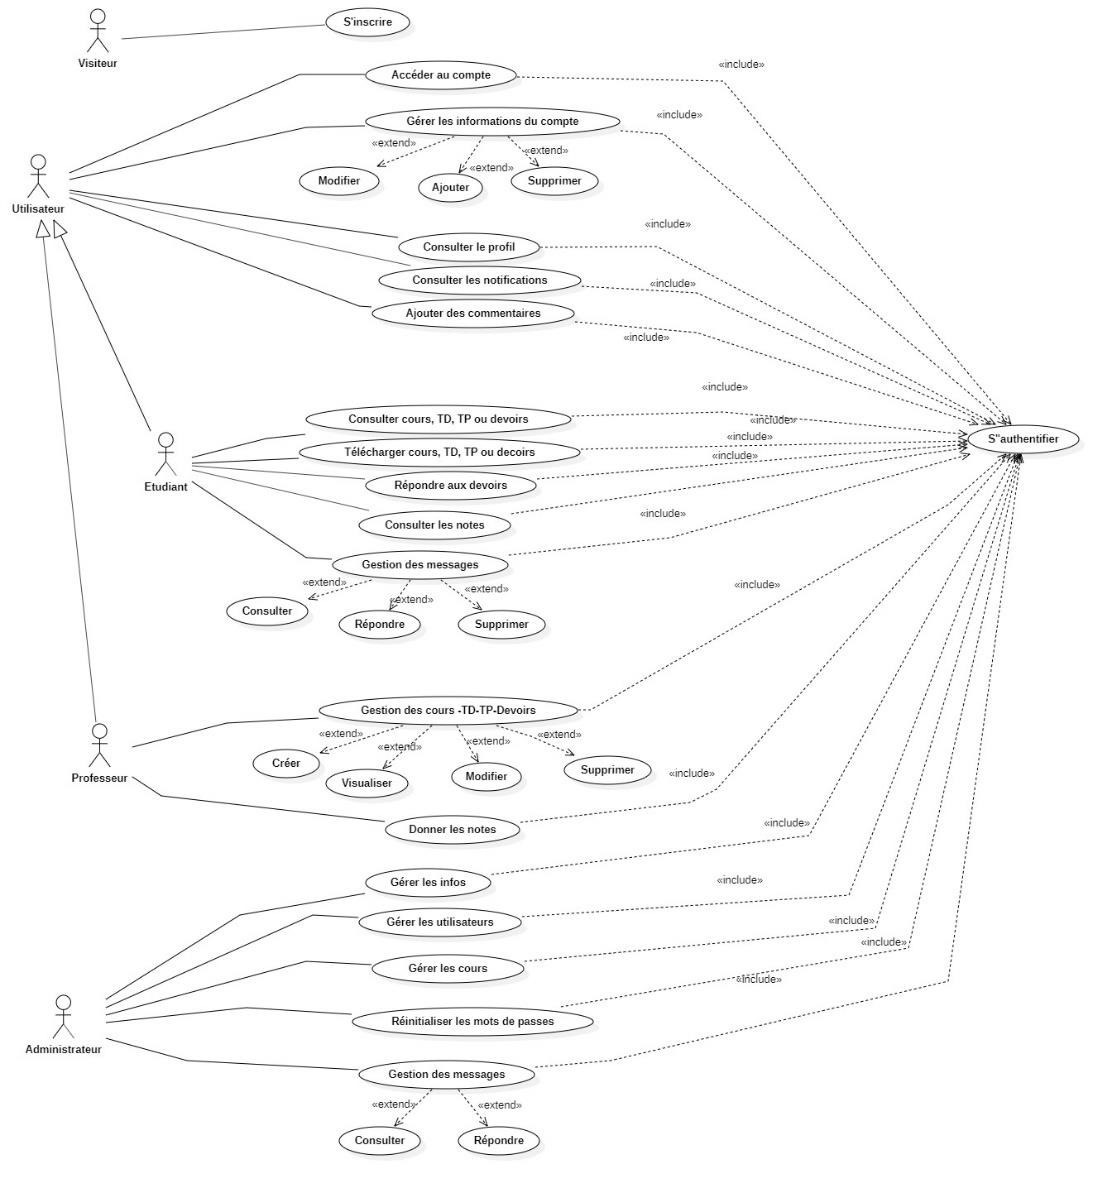 S'inscrire
Visiteur
Accéder au compte
«include»
Gérer les informations du compte
«include»
«extend»
«extend»
«extend»
Modifier
Ajouter
Supprimer
Utilisateur
Consulter le profil
«include»
Consulter les notifications
«include»
Ajouter des commentaires
«include»
«include»
Consulter cours, TD, TP ou devoirs
«include»
S''authentifier
Télécharger cours, TD, TP ou decoirs
«include»
«include»
Etudiant
Répondre aux devoirs
Consulter les notes
«include»
Gestion des messages
«extend»
«extend»
«extend»
Consulter
Répondre
Supprimer
«include»
Gestion des cours -TD-TP-Devoirs
«extend»
«extend»
«extend»
«extend»
Créer
Visualiser
Modifier
Supprimer
Professeur
«include»
Donner les notes
«include»
Gérer les infos
«include»
Gérer les utilisateurs
«include»
Gérer les cours
«include»
«include»
Réinitialiser les mots de passes
Administrateur
Gestion des messages
«extend»
«extend»
Consulter
Répondre